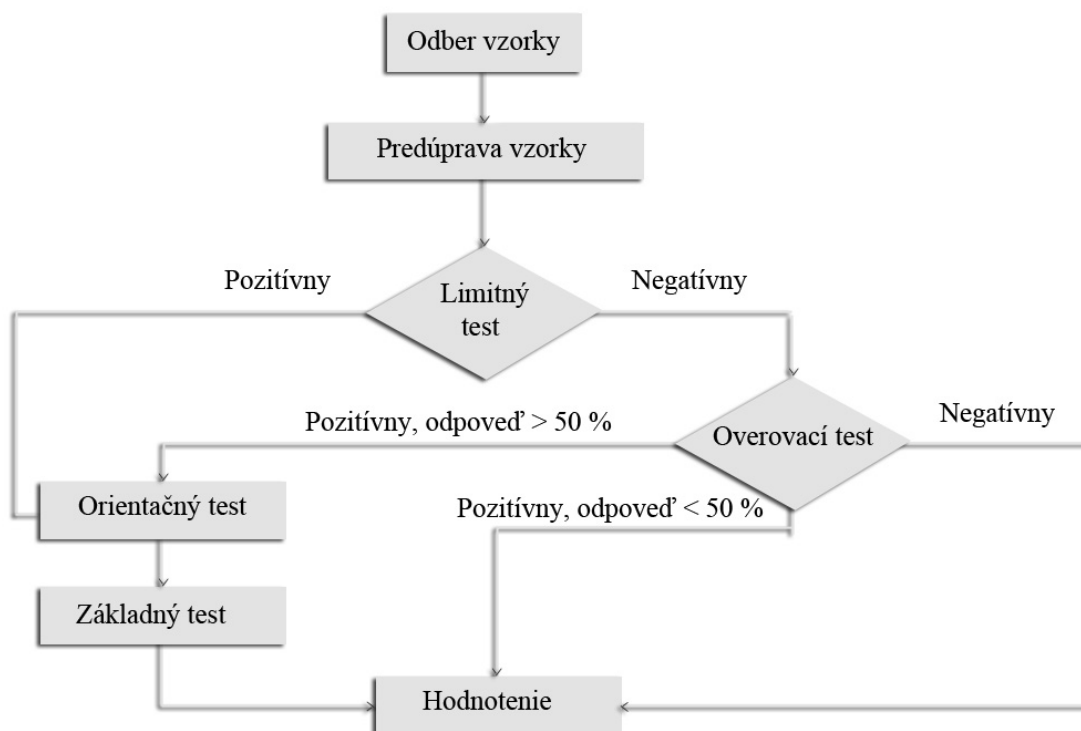 Odber vzorky
Predúprava vzorky
Pozitívny
Limitný
test
Negatívny
Pozitívny, odpoveď > 50 %
Overovací test
Negatívny
Orientačný test
Pozitívny, odpoveď < 50 %
Základný test
Hodnotenie